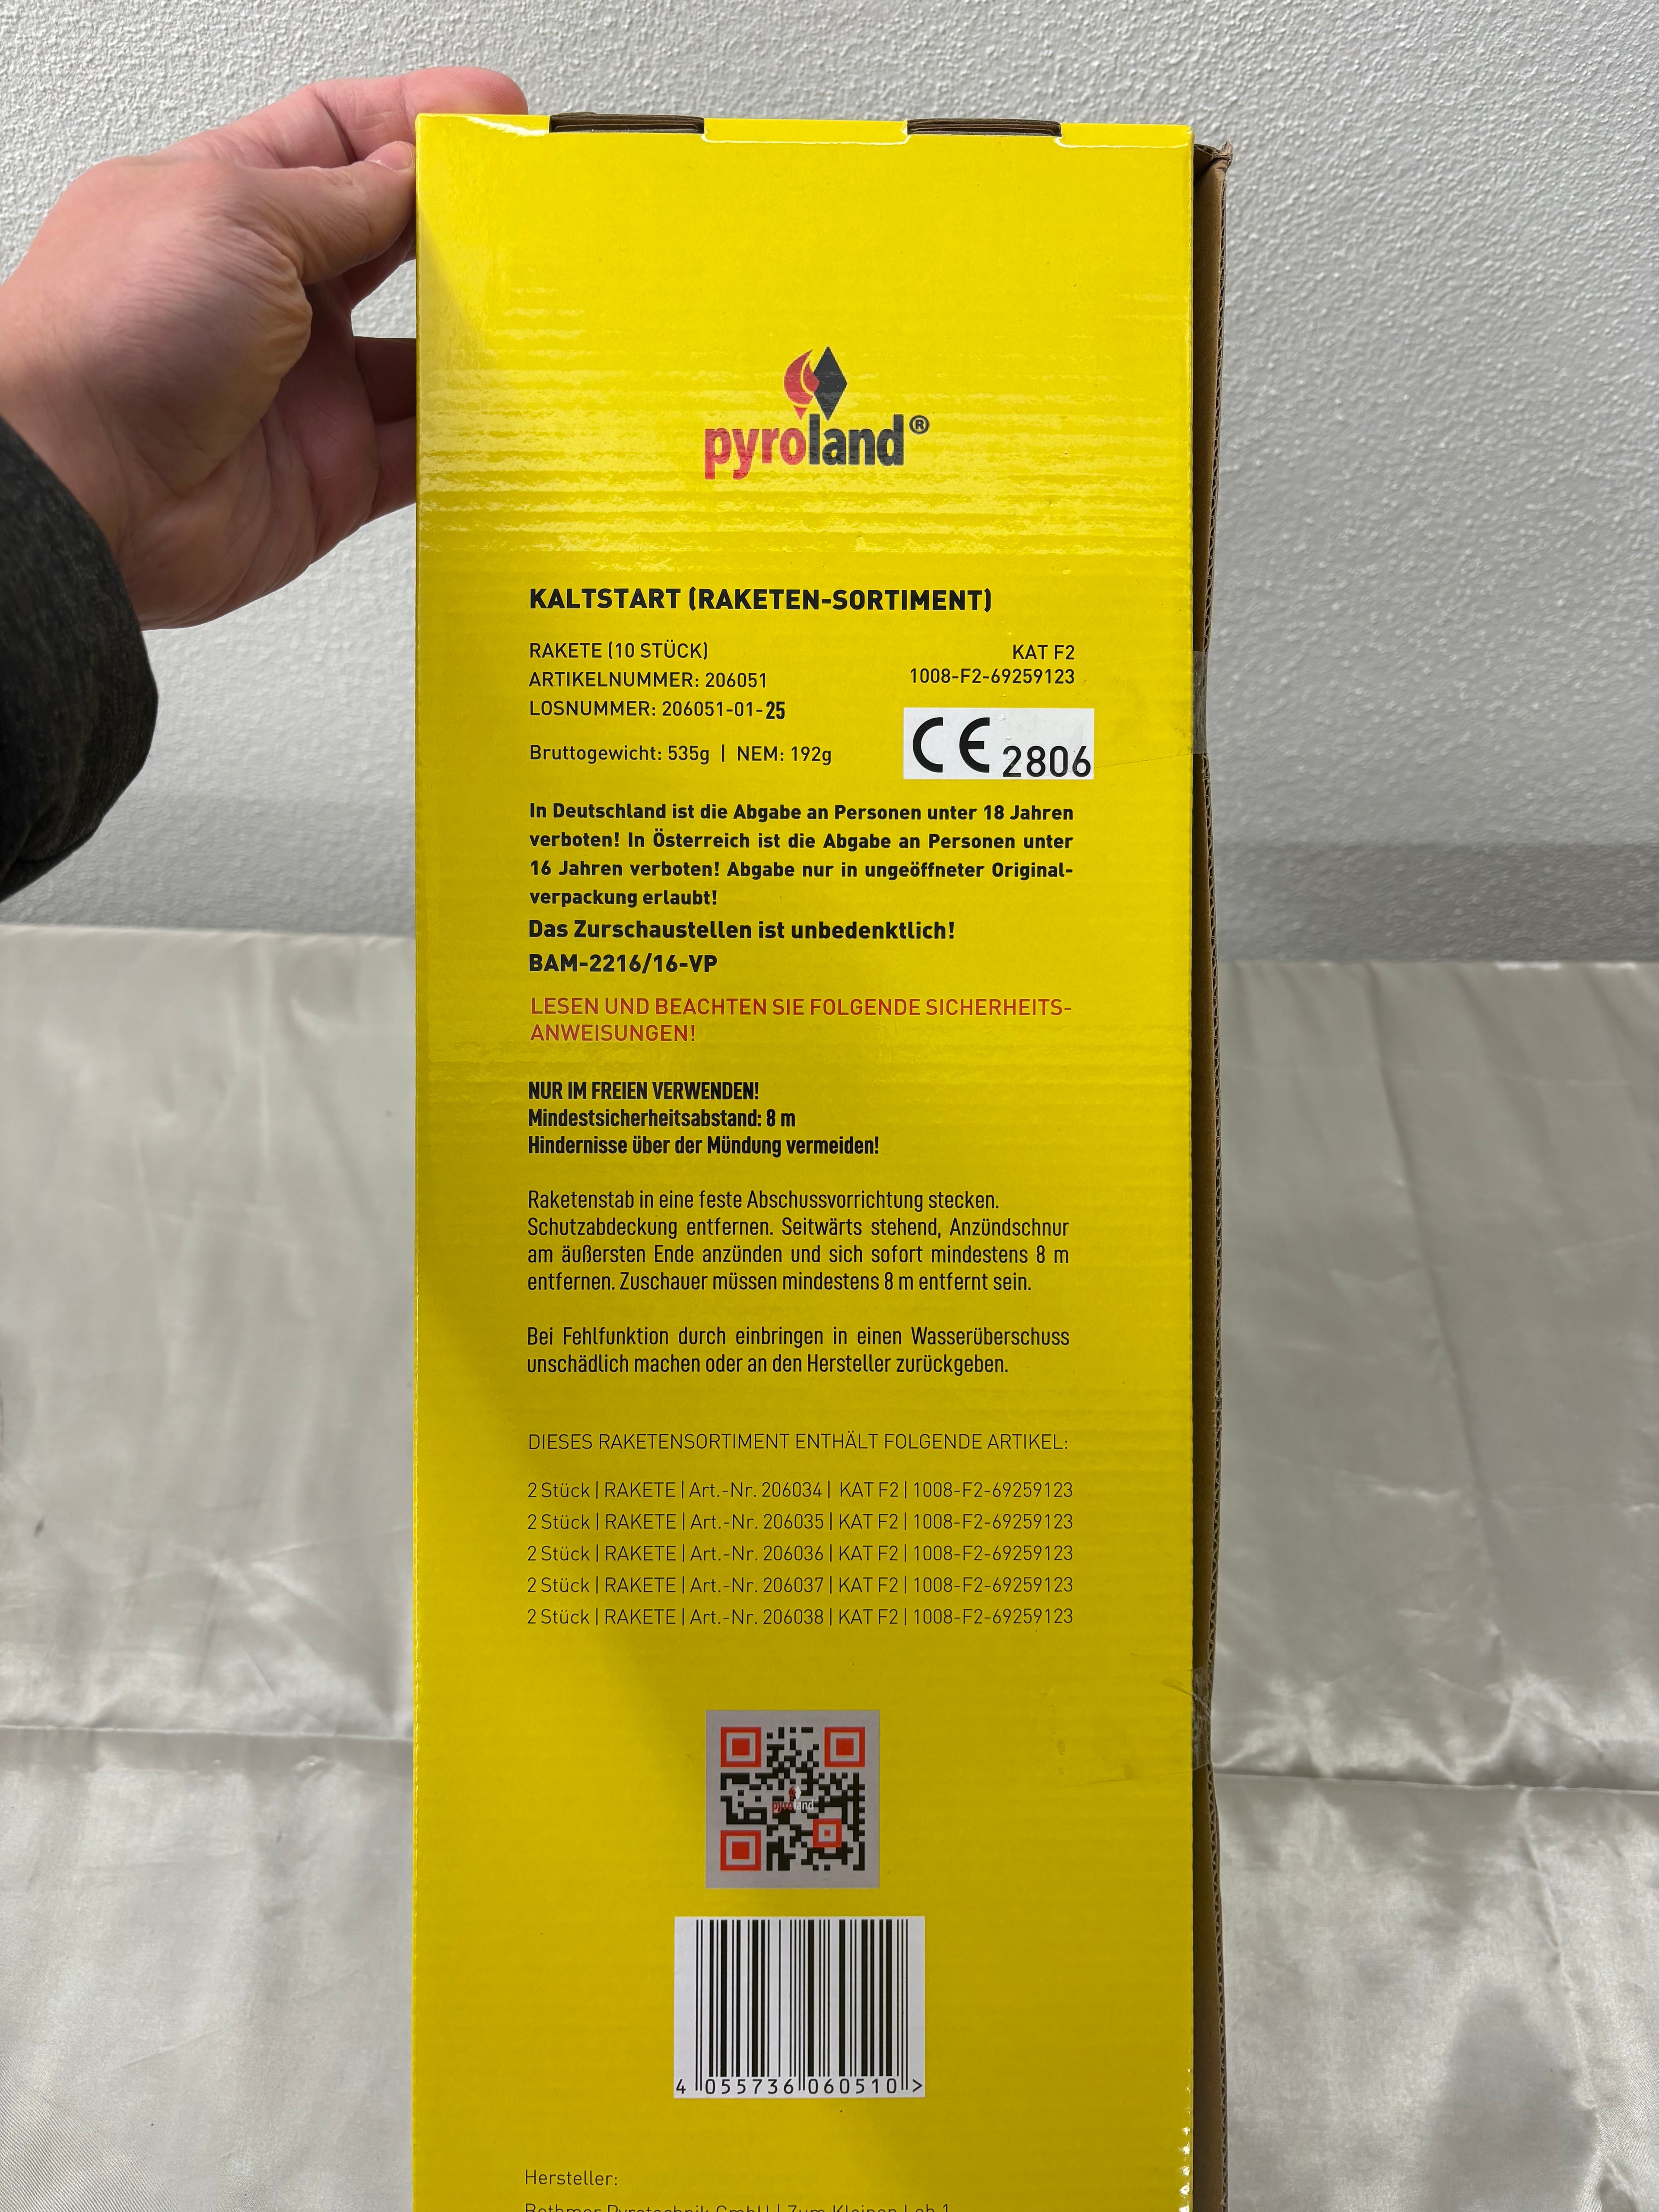 pyroland®
KALTSTART (RAKETEN-SORTIMENT)
RAKETE (10 STÜCK)
KAT F2
ARTIKELNUMMER: 206051
1008-F2-69259123
LOSNUMMER: 206051-01-25
Bruttogewicht: 535g | NEM: 192g
CE 2806
In Deutschland ist die Abgabe an Personen unter 18 Jahren
verboten! In Österreich ist die Abgabe an Personen unter
16 Jahren verboten! Abgabe nur in ungeöffneter Original-
verpackung erlaubt!
Das Zurschaustellen ist unbedenktlich!
BAM-2216/16-VP
LESEN UND BEACHTEN SIE FOLGENDE SICHERHEITS-
ANWEISUNGEN!
NUR IM FREIEN VERWENDEN!
Mindestsicherheitsabstand: 8 m
Hindernisse über der Mündung vermeiden!
Raketenstab in eine feste Abschussvorrichtung stecken.
Schutzabdeckung entfernen. Seitwärts stehend, Anzündschnur
am äußersten Ende anzünden und sich sofort mindestens 8 m
entfernen. Zuschauer müssen mindestens 8 m entfernt sein.
Bei Fehlfunktion durch einbringen in einen Wasserüberschuss
unschädlich machen oder an den Hersteller zurückgeben.
DIESES RAKETENSORTIMENT ENTHÄLT FOLGENDE ARTIKEL:
2 Stück | RAKETE | Art.-Nr. 206034 | KAT F2 | 1008-F2-69259123
2 Stück | RAKETE | Art.-Nr. 206035 | KAT F2 | 1008-F2-69259123
2 Stück | RAKETE | Art.-Nr. 206036 | KAT F2 | 1008-F2-69259123
2 Stück | RAKETE | Art.-Nr. 206037 | KAT F2 | 1008-F2-69259123
2 Stück | RAKETE | Art.-Nr. 206038 | KAT F2 | 1008-F2-69259123
pyroland
4 055736 060510 >
Hersteller:
Pyrotechnik GmbH | Zum Kleinen